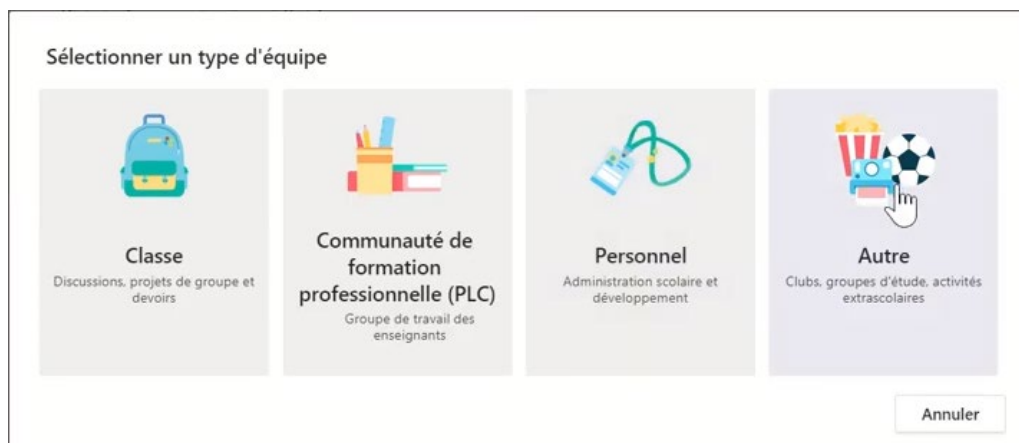 Sélectionner un type d'équipe
Classe
Discussions, projets de groupe et
devoirs
Communauté de
formation
professionnelle (PLC)
Groupe de travail des
enseignants
Personnel
Administration scolaire et
développement
Autre
Clubs, groupes d'étude, activités
extrascolaires
Annuler